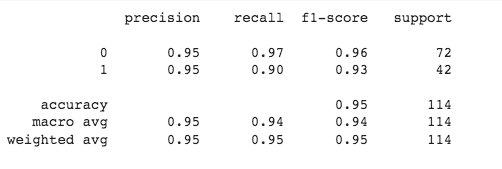 precision recall f1-score support
0 0.95 0.97 0.96 72
1 0.95 0.90 0.93 42
accuracy 0.95 114
macro avg 0.95 0.94 0.94 114
weighted avg 0.95 0.95 0.95 114